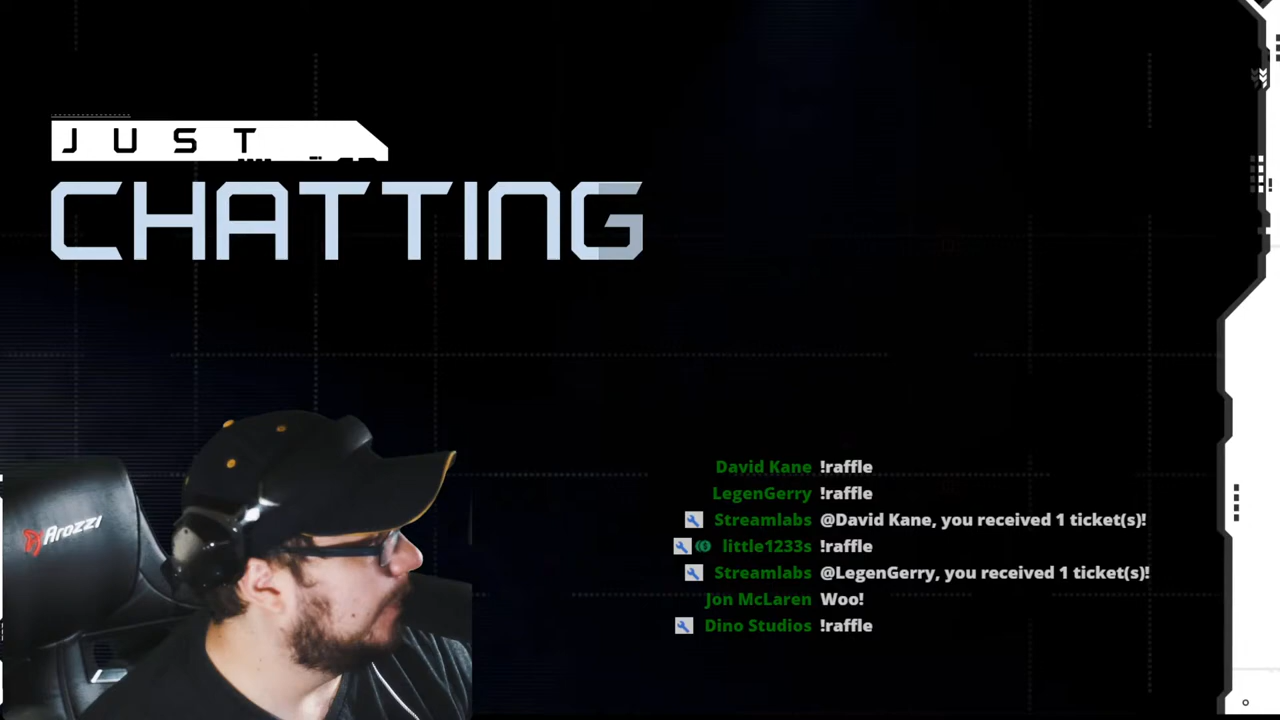 JUST
CHATTING
Arozzi
David Kane !raffle
LegenGerry !raffle
Streamlabs @David Kane, you received 1 ticket(s)!
little1233s !raffle
Streamlabs @LegenGerry, you received 1 ticket(s)!
Jon McLaren Woo!
Dino Studios !raffle